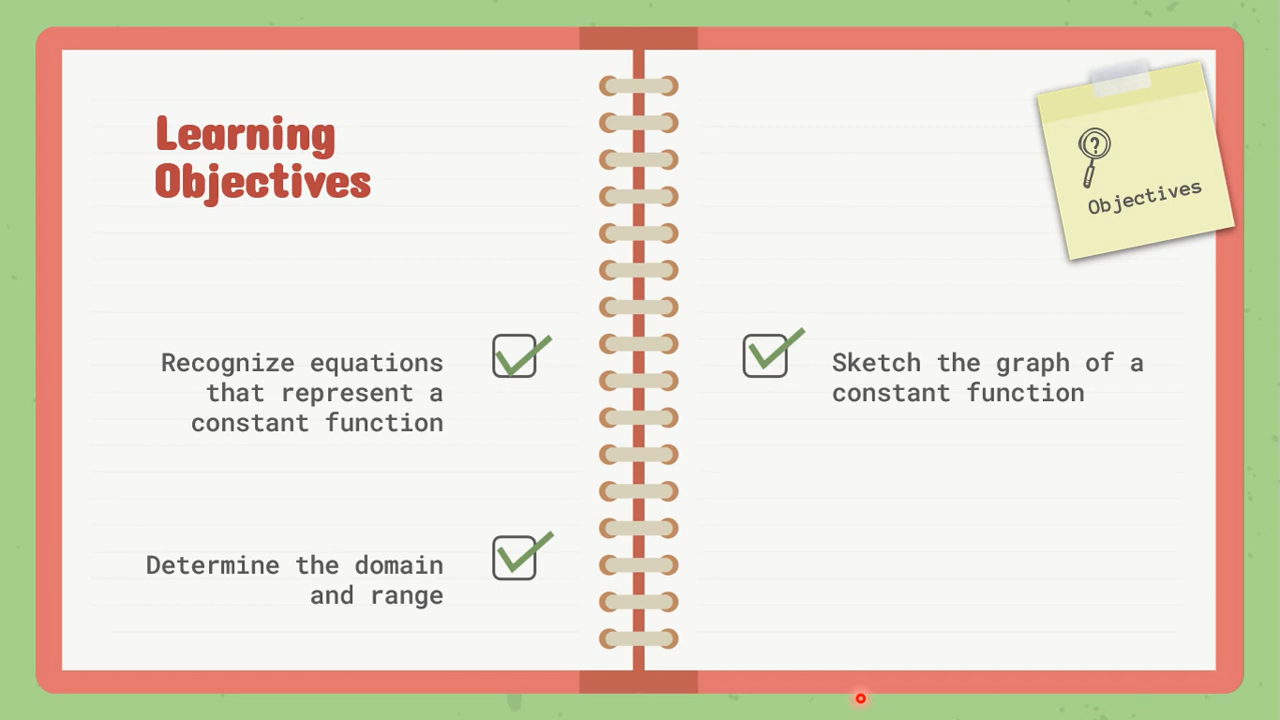 Learning
Objectives
Objectives
Recognize equations
that represent a
constant function
Sketch the graph of a
constant function
Determine the domain
and range